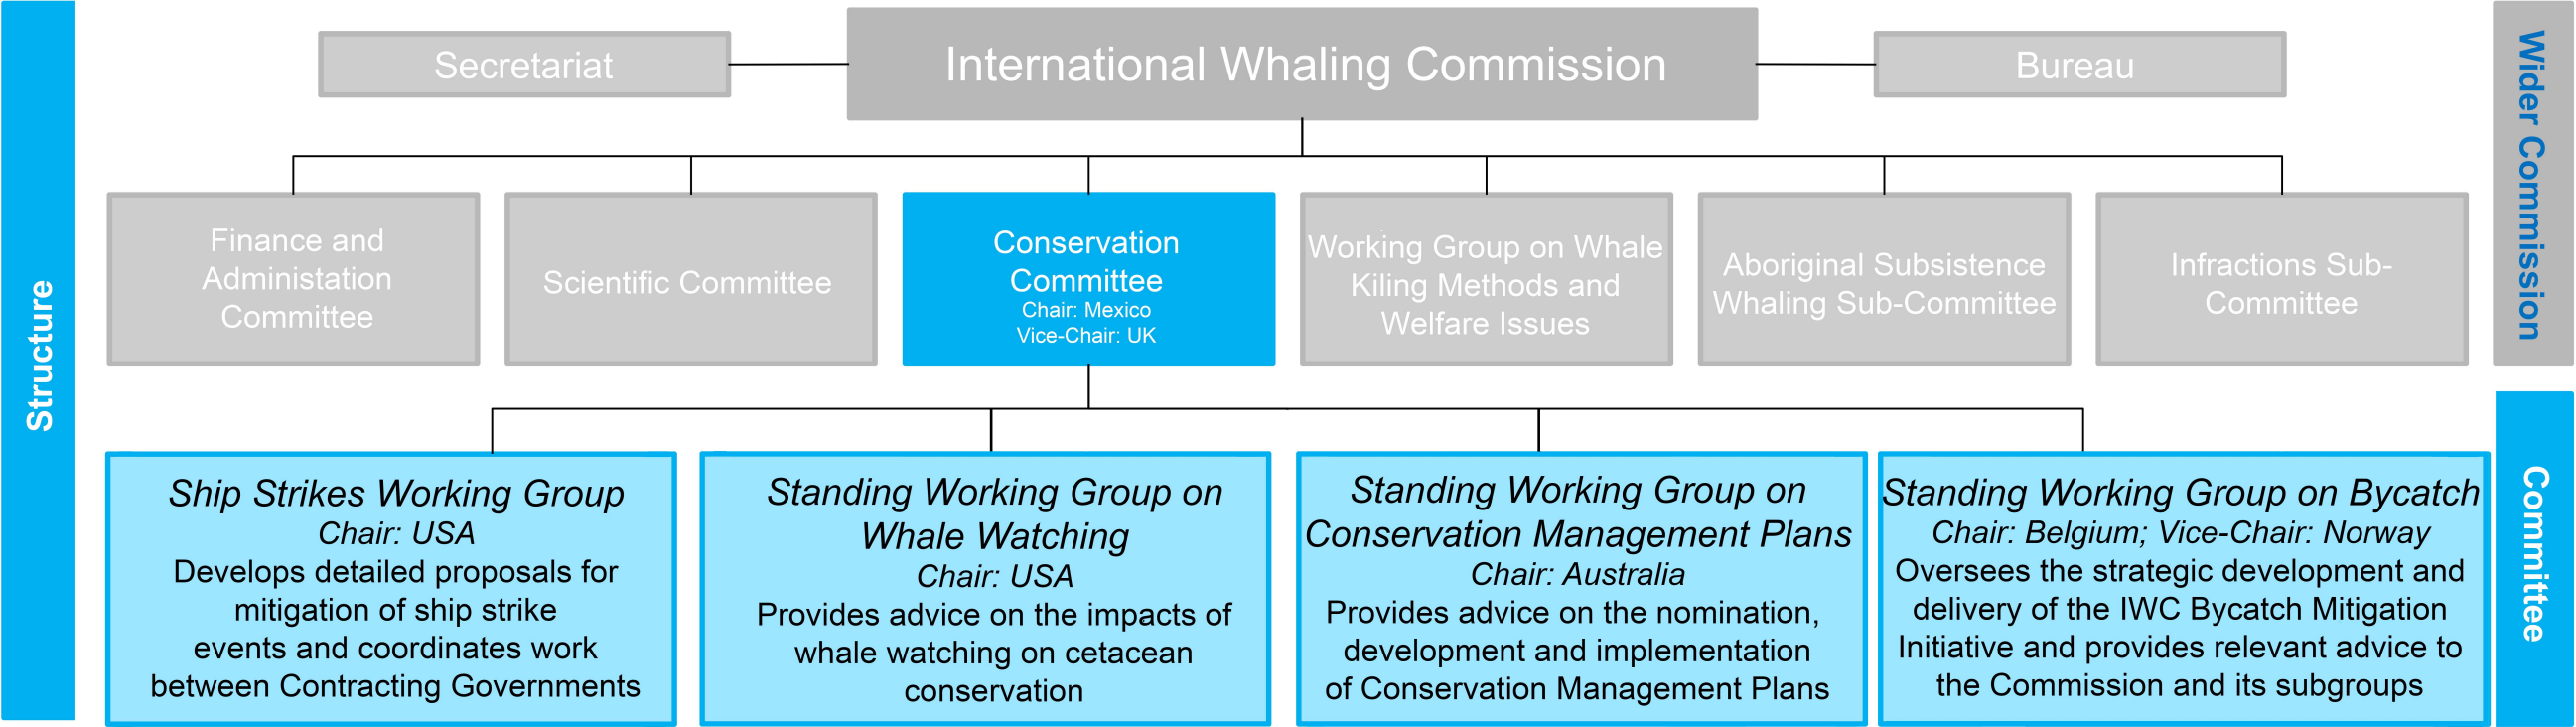 Structure
Wider Commission
Committee
Secretariat
International Whaling Commission
Bureau
Finance and
Administation
Committee
Scientific Committee
Conservation
Committee
Chair: Mexico
Vice-Chair: UK
Working Group on Whale
Kiling Methods and
Welfare Issues
Aboriginal Subsistence
Whaling Sub-Committee
Infractions Sub-
Committee
Ship Strikes Working Group
Chair: USA
Develops detailed proposals for
mitigation of ship strike
events and coordinates work
between Contracting Governments
Standing Working Group on
Whale Watching
Chair: USA
Provides advice on the impacts of
whale watching on cetacean
conservation
Standing Working Group on
Conservation Management Plans
Chair: Australia
Provides advice on the nomination,
development and implementation
of Conservation Management Plans
Standing Working Group on Bycatch
Chair: Belgium; Vice-Chair: Norway
Oversees the strategic development and
delivery of the IWC Bycatch Mitigation
Initiative and provides relevant advice to
the Commission and its subgroups